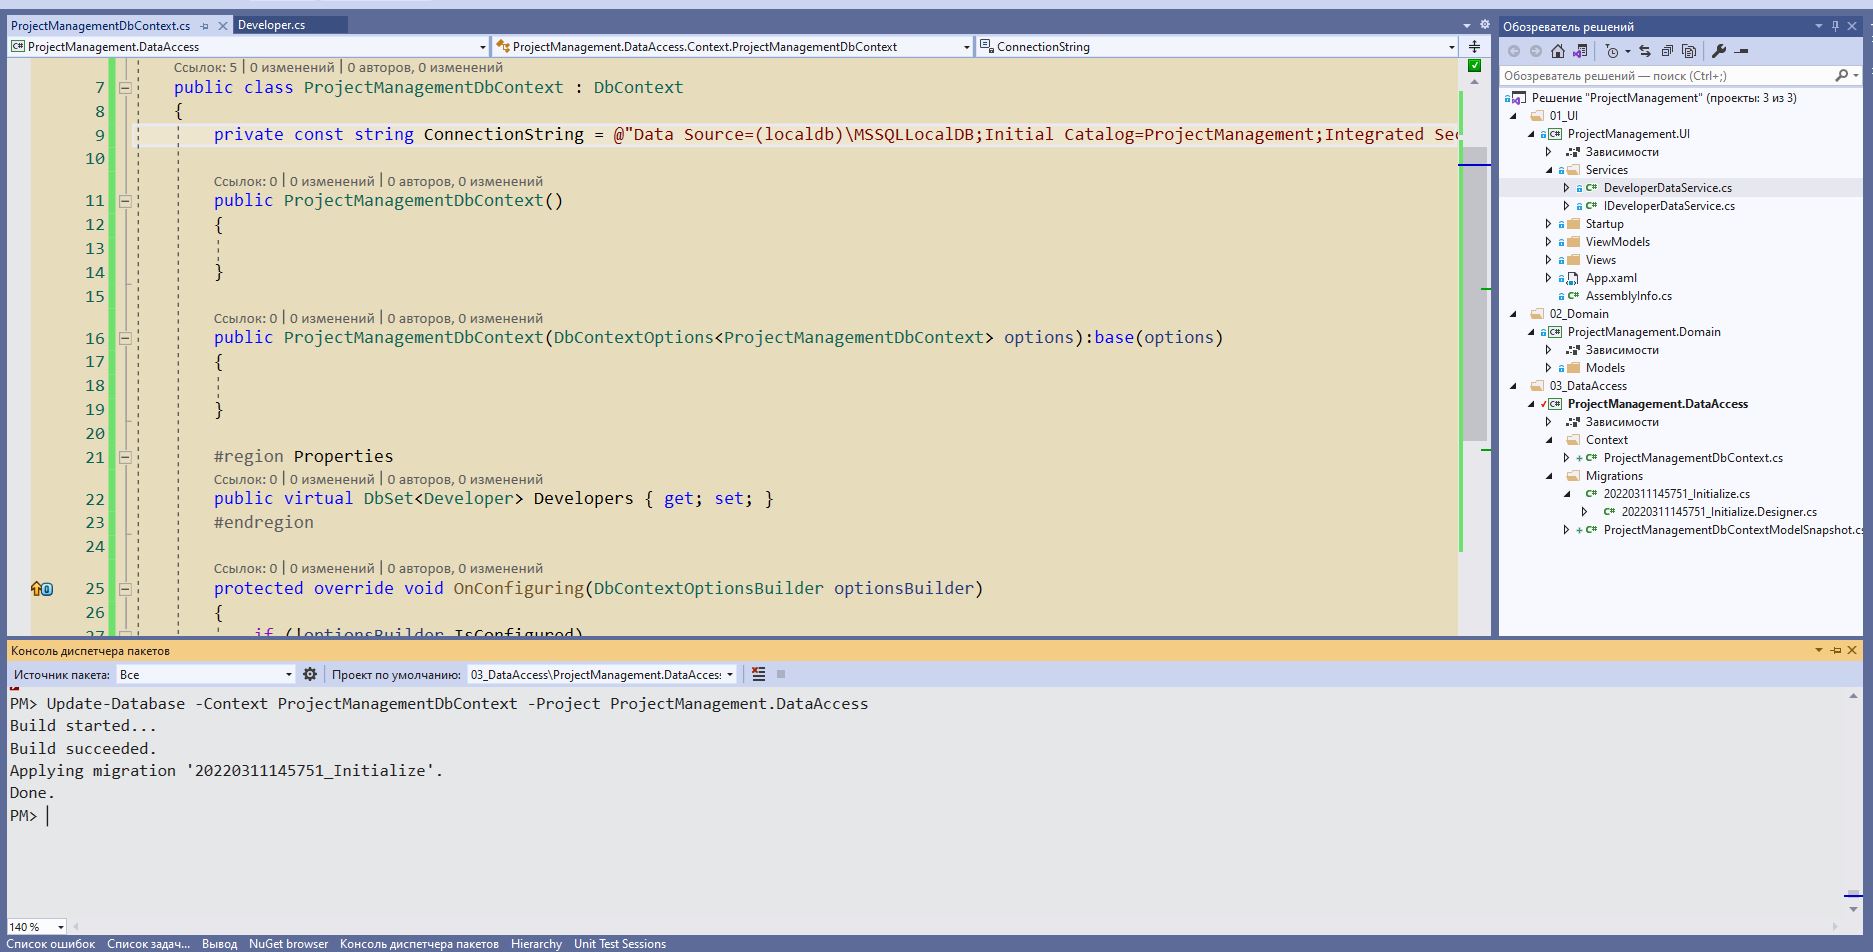 ProjectManagementDbContext.cs
Developer.cs
ProjectManagement.DataAccess
ProjectManagement.DataAccess.Context.ProjectManagementDbContext
ConnectionString
Ссылок: 5 | 0 изменений | 0 авторов, 0 изменений
7 public class ProjectManagementDbContext : DbContext
8 {
9 private const string ConnectionString = @"Data Source=(localdb)\MSSQLLocalDB;Initial Catalog=ProjectManagement;Integrated Sec
10
Ссылок: 0 | 0 изменений | 0 авторов, 0 изменений
11 public ProjectManagementDbContext()
12 {
13
14 }
15
Ссылок: 0 | 0 изменений | 0 авторов, 0 изменений
16 public ProjectManagementDbContext(DbContextOptions<ProjectManagementDbContext> options):base(options)
17 {
18
19 }
20
21 #region Properties
Ссылок: 0 | 0 изменений | 0 авторов, 0 изменений
22 public virtual DbSet<Developer> Developers { get; set; }
23 #endregion
24
Ссылок: 0 | 0 изменений | 0 авторов, 0 изменений
25 protected override void OnConfiguring(DbContextOptionsBuilder optionsBuilder)
26 {
27 if (!optionsBuilder.IsConfigured)
Обозреватель решений
Обозреватель решений — поиск (Ctrl+;)
Решение "ProjectManagement" (проекты: 3 из 3)
01_UI
ProjectManagement.UI
Зависимости
Services
DeveloperDataService.cs
IDeveloperDataService.cs
Startup
ViewModels
Views
App.xaml
AssemblyInfo.cs
02_Domain
ProjectManagement.Domain
Зависимости
Models
03_DataAccess
ProjectManagement.DataAccess
Зависимости
Context
ProjectManagementDbContext.cs
Migrations
20220311145751_Initialize.cs
20220311145751_Initialize.Designer.cs
ProjectManagementDbContextModelSnapshot.cs
Консоль диспетчера пакетов
Источник пакета: Все
Проект по умолчанию: 03_DataAccess\ProjectManagement.DataAccess
PM> Update-Database -Context ProjectManagementDbContext -Project ProjectManagement.DataAccess
Build started...
Build succeeded.
Applying migration '20220311145751_Initialize'.
Done.
PM>
140 %
Список ошибок Список задач... Вывод NuGet browser Консоль диспетчера пакетов Hierarchy Unit Test Sessions